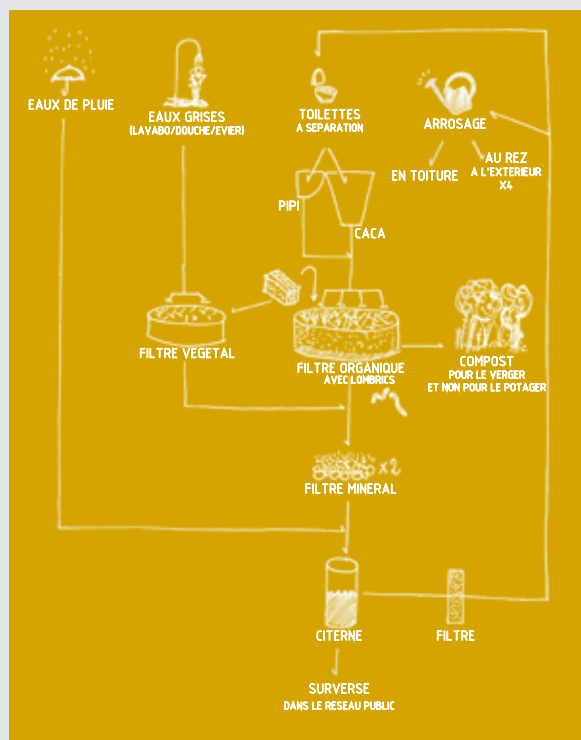 EAUX DE PLUIE
EAUX GRISES
(LAVABO/DOUCHE/EVIER)
TOILETTES
A SEPARATION
ARROSAGE
EN TOITURE
AU REZ
A L'EXTERIEUR
X4
PIPI
CACA
FILTRE VEGETAL
FILTRE ORGANIQUE
AVEC LOMBRICS
COMPOST
POUR LE VERGER
ET NON POUR LE POTAGER
X2
FILTRE MINERAL
CITERNE
FILTRE
SURVERSE
DANS LE RESEAU PUBLIC